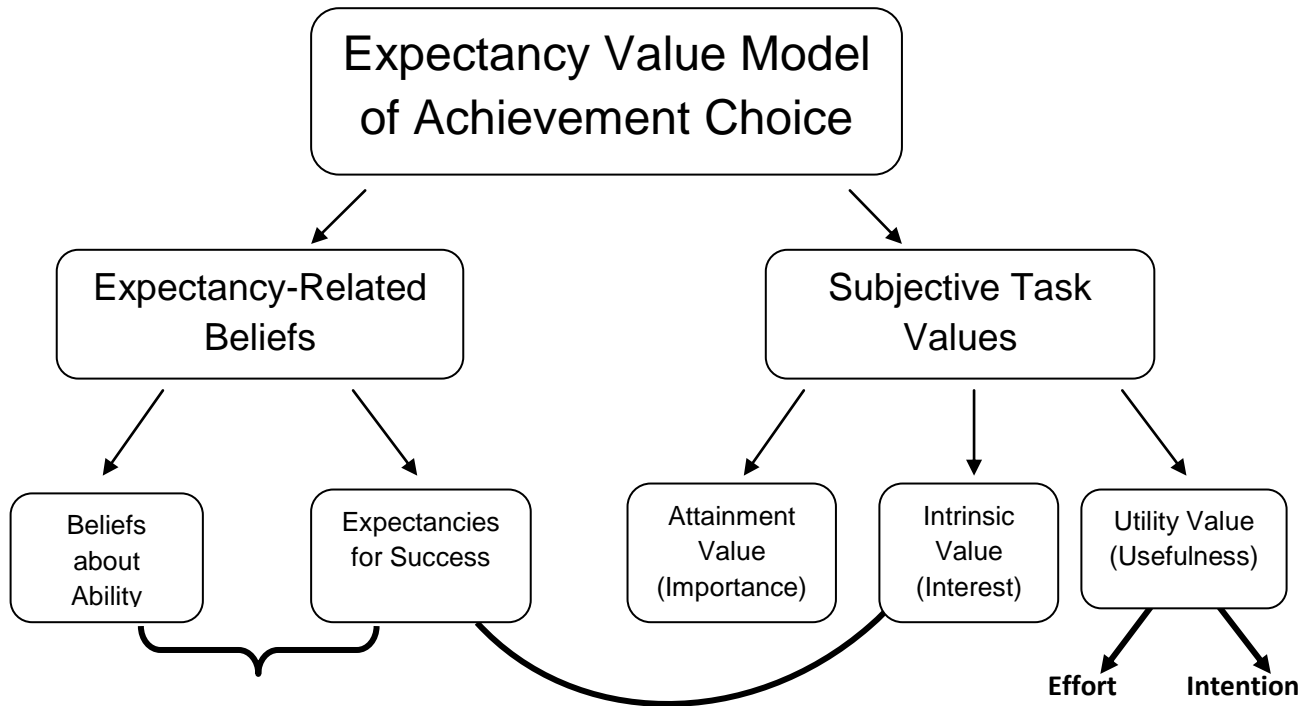 Expectancy Value Model
of Achievement Choice
Expectancy-Related
Beliefs
Subjective Task
Values
Beliefs
about
Ability
Expectancies
for Success
Attainment
Value
(Importance)
Intrinsic
Value
(Interest)
Utility Value
(Usefulness)
Effort
Intention